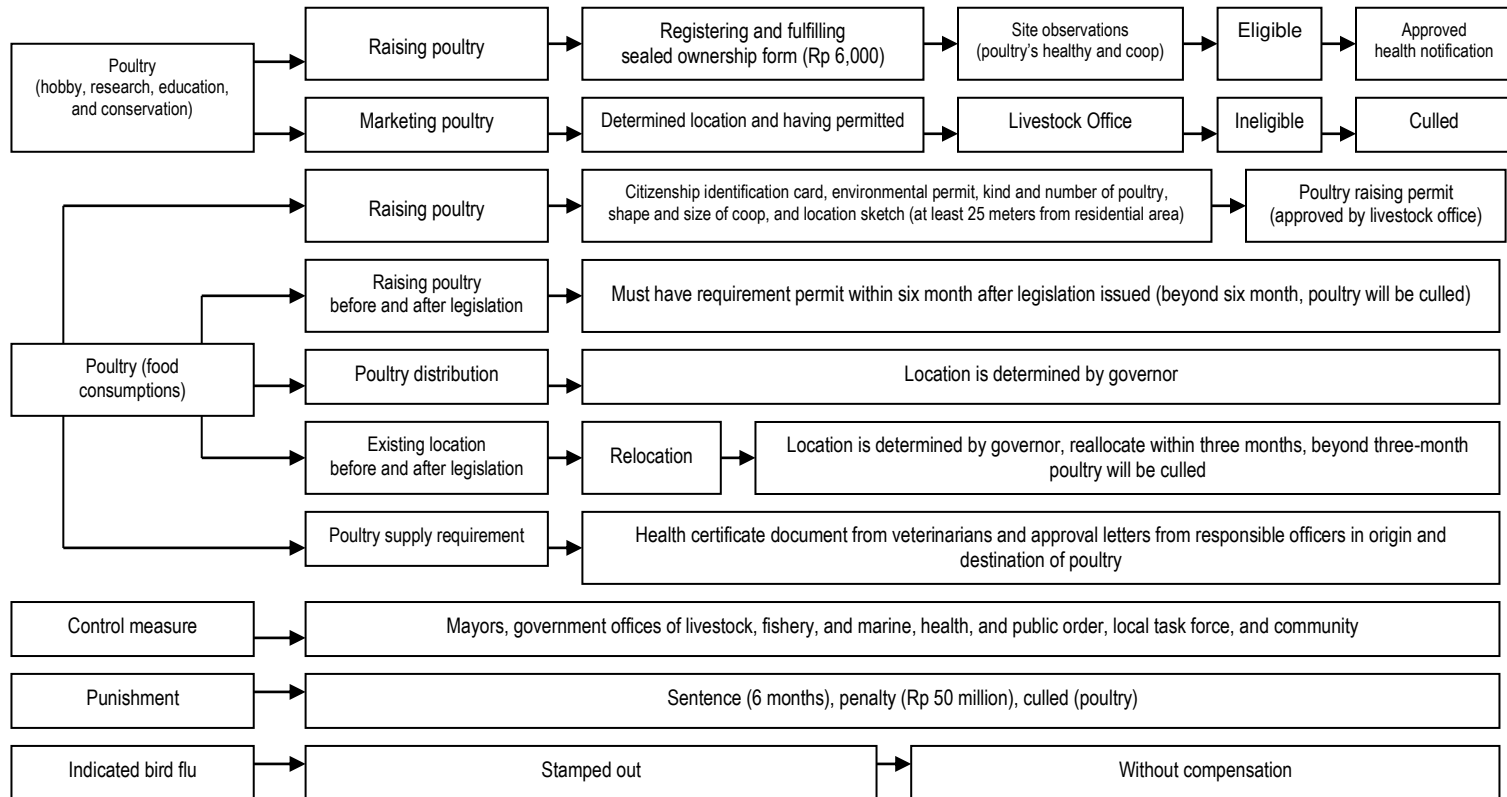 Poultry
(hobby, research, education,
and conservation)
Raising poultry
Registering and fulfilling
sealed ownership form (Rp 6,000)
Site observations
(poultry's healthy and coop)
Eligible
Approved
health notification
Marketing poultry
Determined location and having permitted
Livestock Office
Ineligible
Culled
Poultry (food
consumptions)
Raising poultry
Citizenship identification card, environmental permit, kind and number of poultry,
shape and size of coop, and location sketch (at least 25 meters from residential area)
Poultry raising permit
(approved by livestock office)
Raising poultry
before and after legislation
Must have requirement permit within six month after legislation issued (beyond six month, poultry will be culled)
Poultry distribution
Location is determined by governor
Existing location
before and after legislation
Relocation
Location is determined by governor, reallocate within three months, beyond three-month
poultry will be culled
Poultry supply requirement
Health certificate document from veterinarians and approval letters from responsible officers in origin and
destination of poultry
Control measure
Mayors, government offices of livestock, fishery, and marine, health, and public order, local task force, and community
Punishment
Sentence (6 months), penalty (Rp 50 million), culled (poultry)
Indicated bird flu
Stamped out
Without compensation